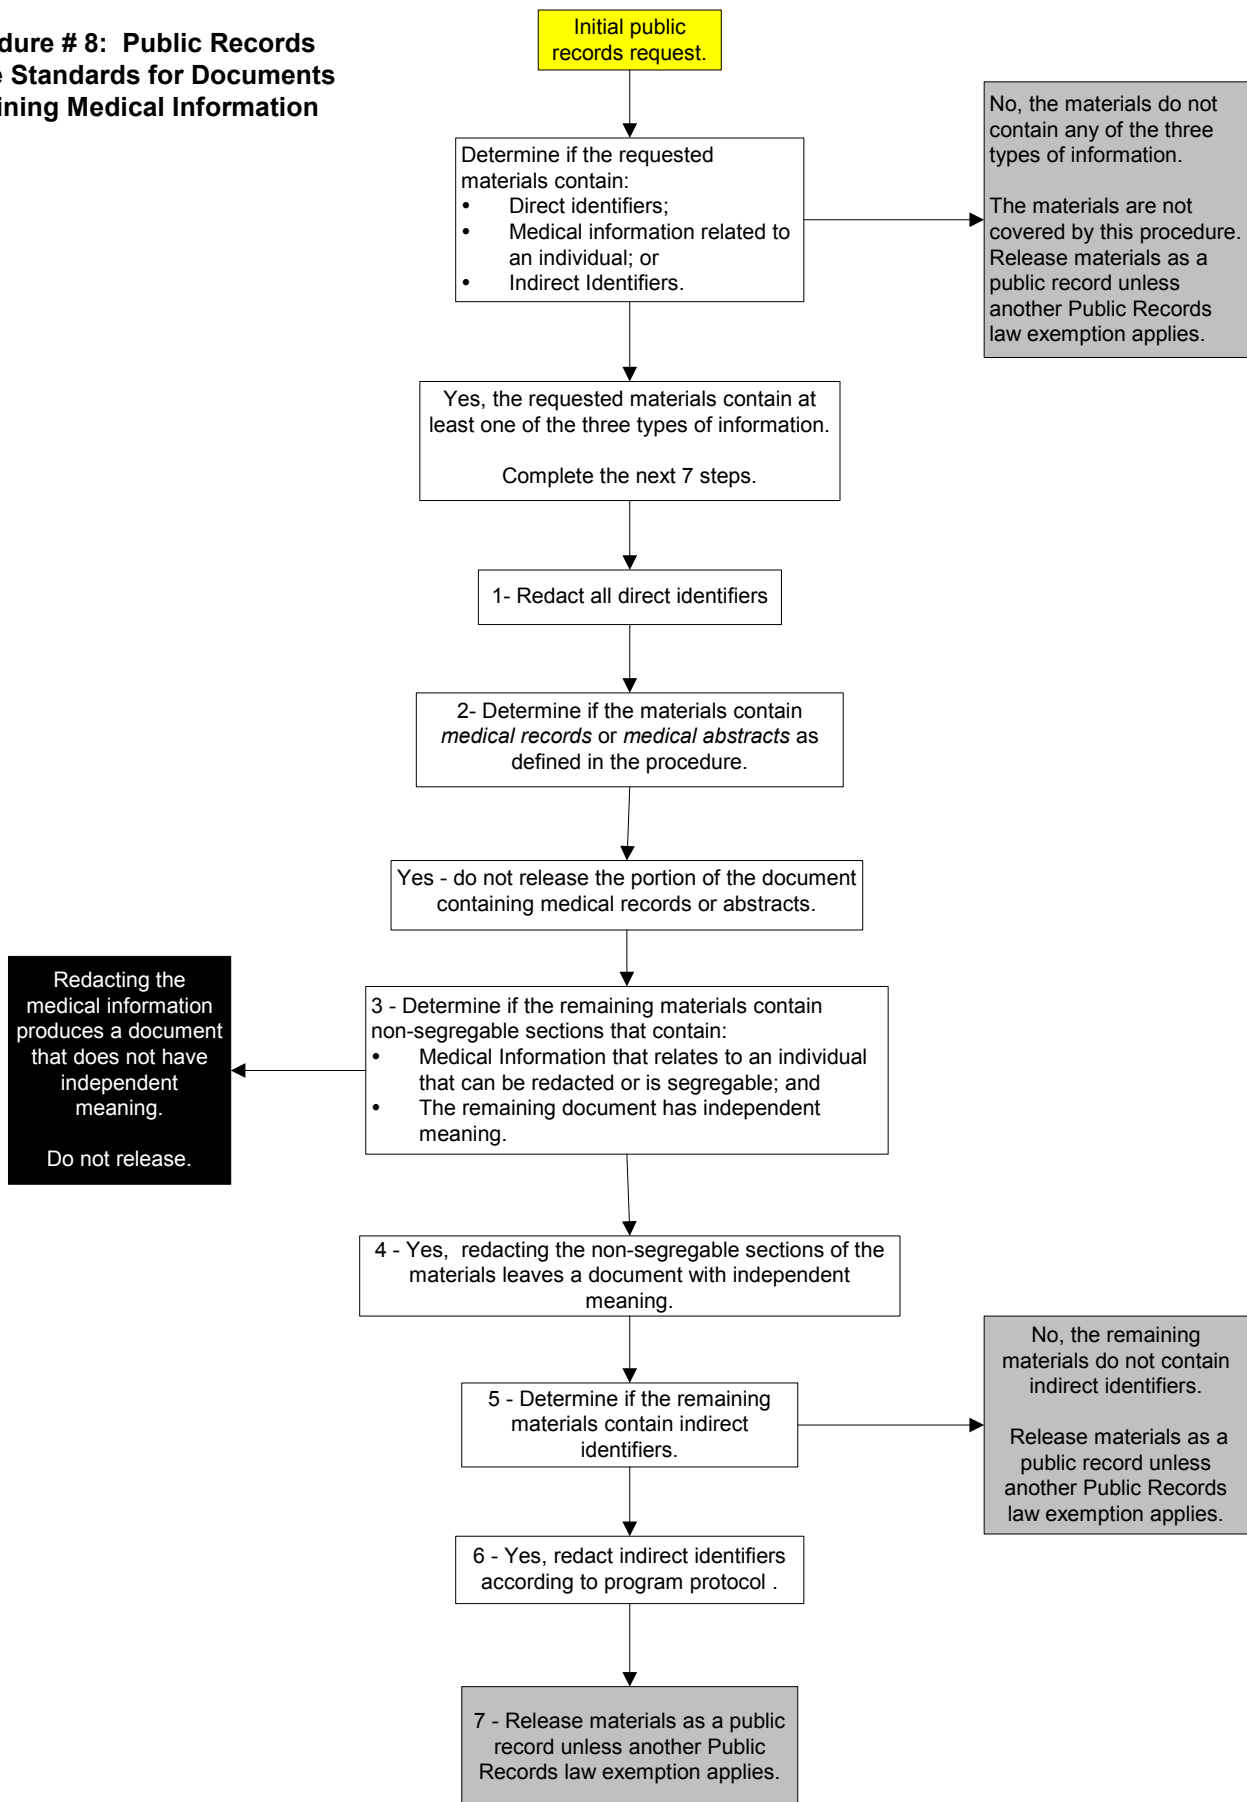 dure # 8:  Public Records
e Standards for Documents
ining Medical Information
Initial public
records request.
Determine if the requested
materials contain:
• Direct identifiers;
• Medical information related to
an individual; or
• Indirect Identifiers.
No, the materials do not
contain any of the three
types of information.
The materials are not
covered by this procedure.
Release materials as a
public record unless
another Public Records
law exemption applies.
Yes, the requested materials contain at
least one of the three types of information.
Complete the next 7 steps.
1- Redact all direct identifiers
2- Determine if the materials contain
medical records or medical abstracts as
defined in the procedure.
Yes - do not release the portion of the document
containing medical records or abstracts.
Redacting the
medical information
produces a document
that does not have
independent
meaning.
Do not release.
3 - Determine if the remaining materials contain
non-segregable sections that contain:
• Medical Information that relates to an individual
that can be redacted or is segregable; and
• The remaining document has independent
meaning.
4 - Yes,  redacting the non-segregable sections of the
materials leaves a document with independent
meaning.
5 - Determine if the remaining
materials contain indirect
identifiers.
No, the remaining
materials do not contain
indirect identifiers.
Release materials as a
public record unless
another Public Records
law exemption applies.
6 - Yes, redact indirect identifiers
according to program protocol .
7 - Release materials as a public
record unless another Public
Records law exemption applies.